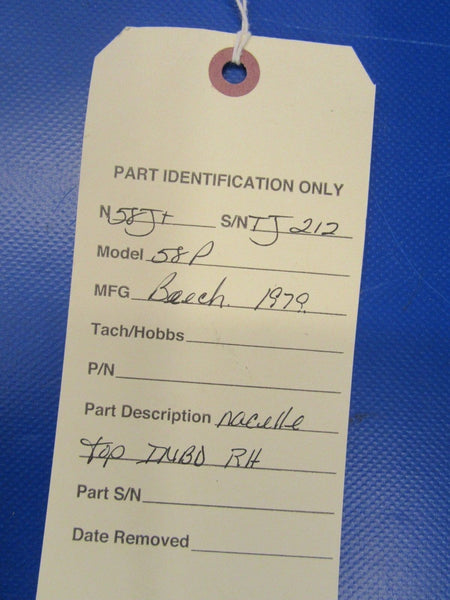 PART IDENTIFICATION ONLY
N 58J+ S/N TJ 212
Model 58P
MFG Beech 1979
Tach/Hobbs
P/N
Part Description nacelle
top INBD RH
Part S/N
Date Removed